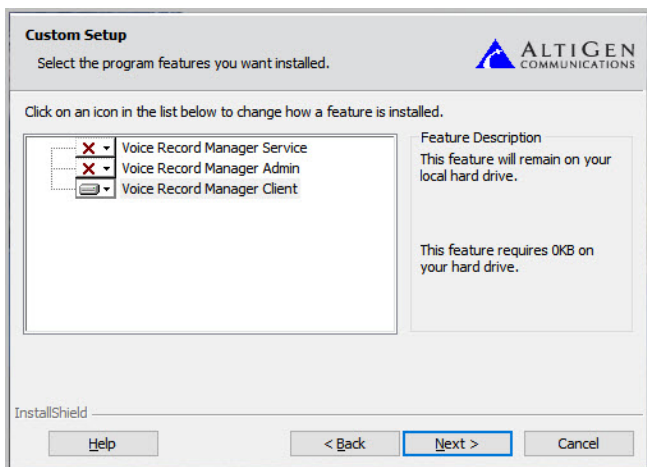 Custom Setup
Select the program features you want installed.
ALTIGEN
COMMUNICATIONS
Click on an icon in the list below to change how a feature is installed.
Voice Record Manager Service
Voice Record Manager Admin
Voice Record Manager Client
Feature Description
This feature will remain on your
local hard drive.
This feature requires 0KB on
your hard drive.
InstallShield
Help
< Back
Next >
Cancel